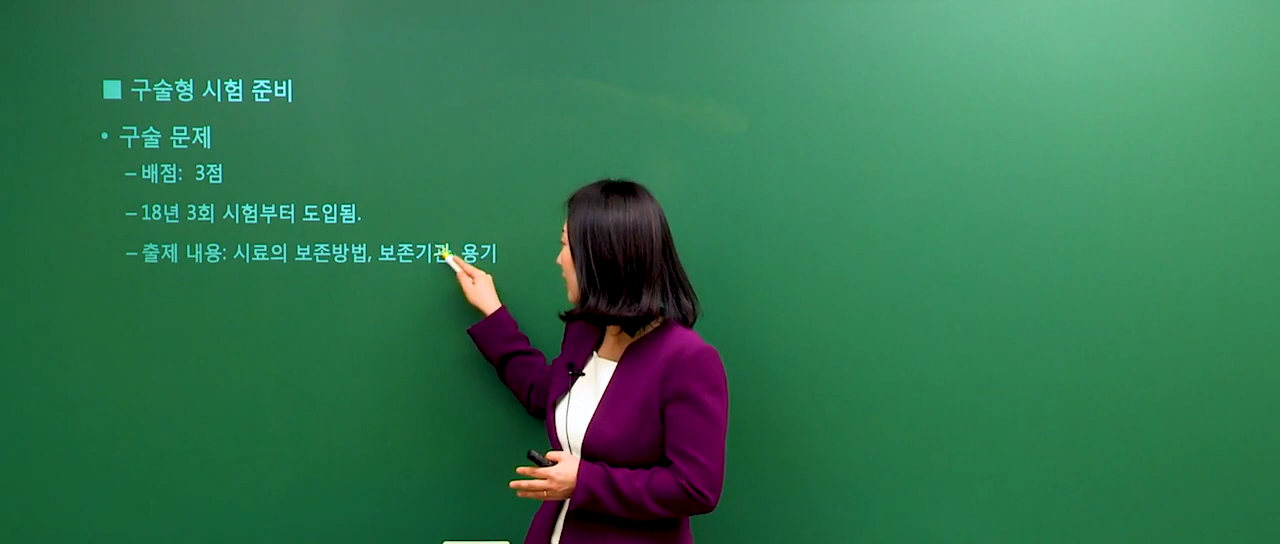 ■ 구술형 시험 준비
• 구술 문제
– 배점: 3점
– 18년 3회 시험부터 도입됨.
– 출제 내용: 시료의 보존방법, 보존기관, 용기